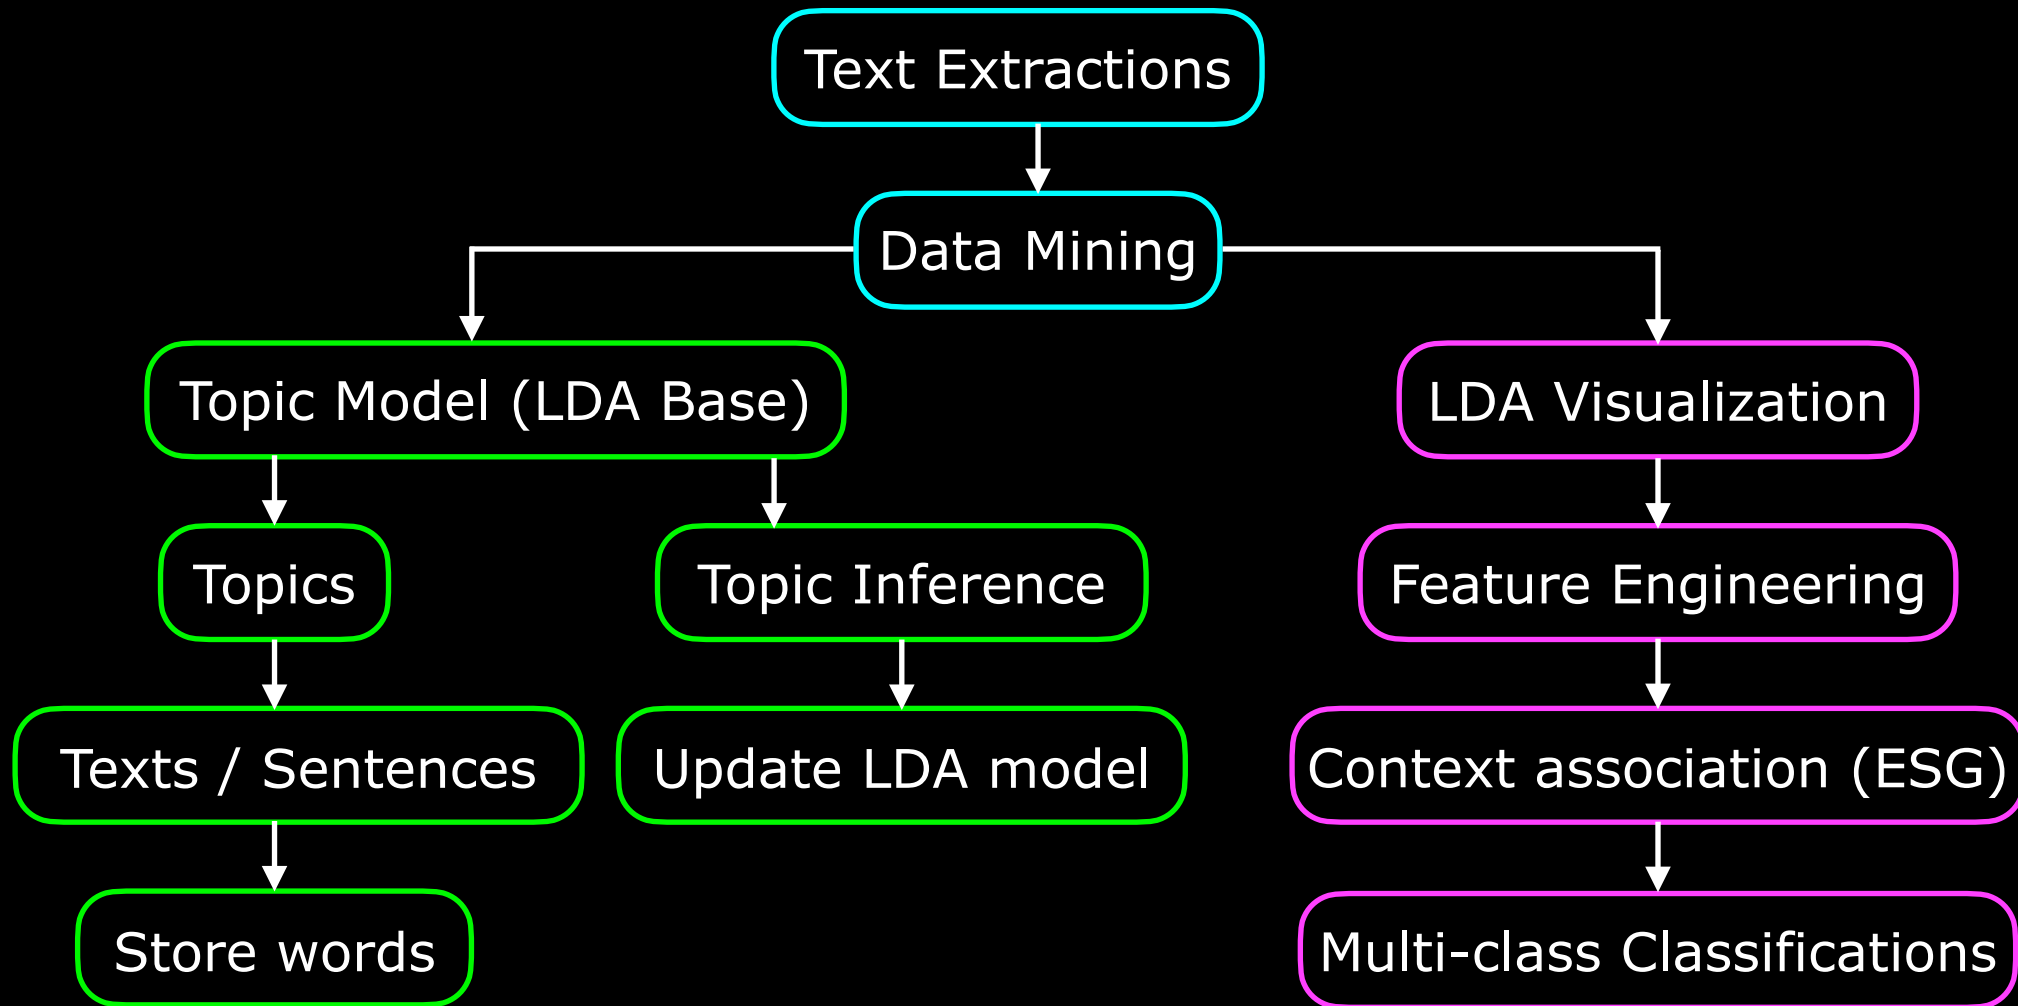 Text Extractions
Data Mining
Topic Model (LDA Base)
LDA Visualization
Topics
Topic Inference
Feature Engineering
Texts / Sentences
Update LDA model
Context association (ESG)
Store words
Multi-class Classifications